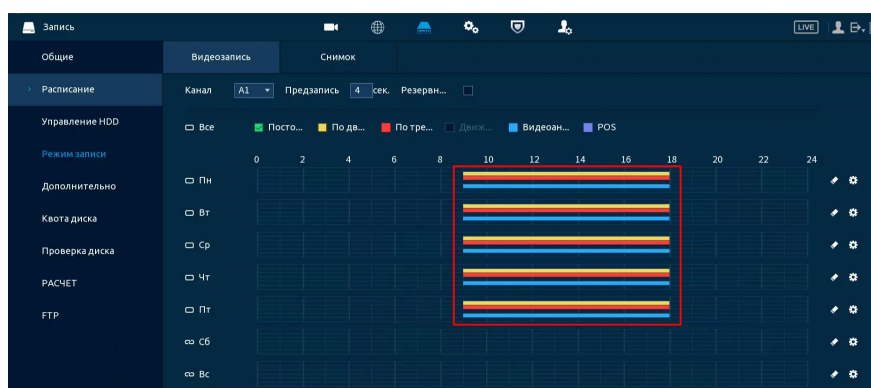 Запись LIVE
Общие Видеозапись Снимок
Расписание Канал A1 Предзапись 4 сек. Резервн...
Управление HDD Все Посто... По дв... По тре... Движ... Видеоан... POS
Режим записи 0 2 4 6 8 10 12 14 16 18 20 22 24
Пн
Дополнительно
Вт
Квота диска
Ср
Проверка диска
Чт
РАСЧЕТ
Пт
FTP
Сб
Вс